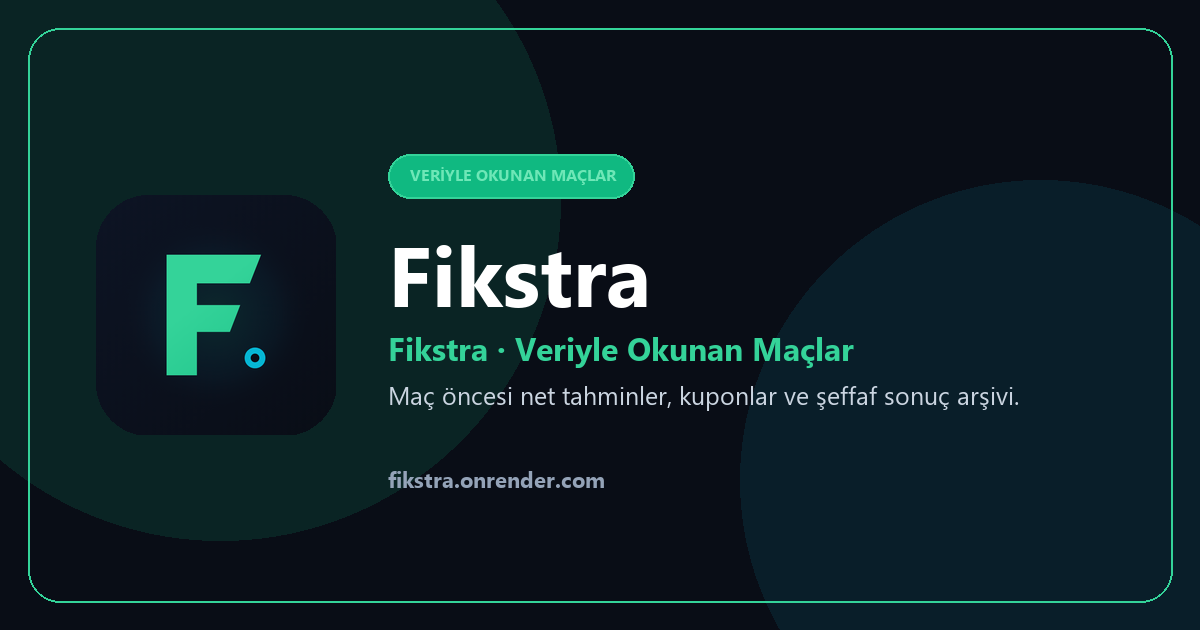 VERİYLE OKUNAN MAÇLAR
F.
Fikstra
Fikstra · Veriyle Okunan Maçlar
Maç öncesi net tahminler, kuponlar ve şeffaf sonuç arşivi.
fikstra.onrender.com